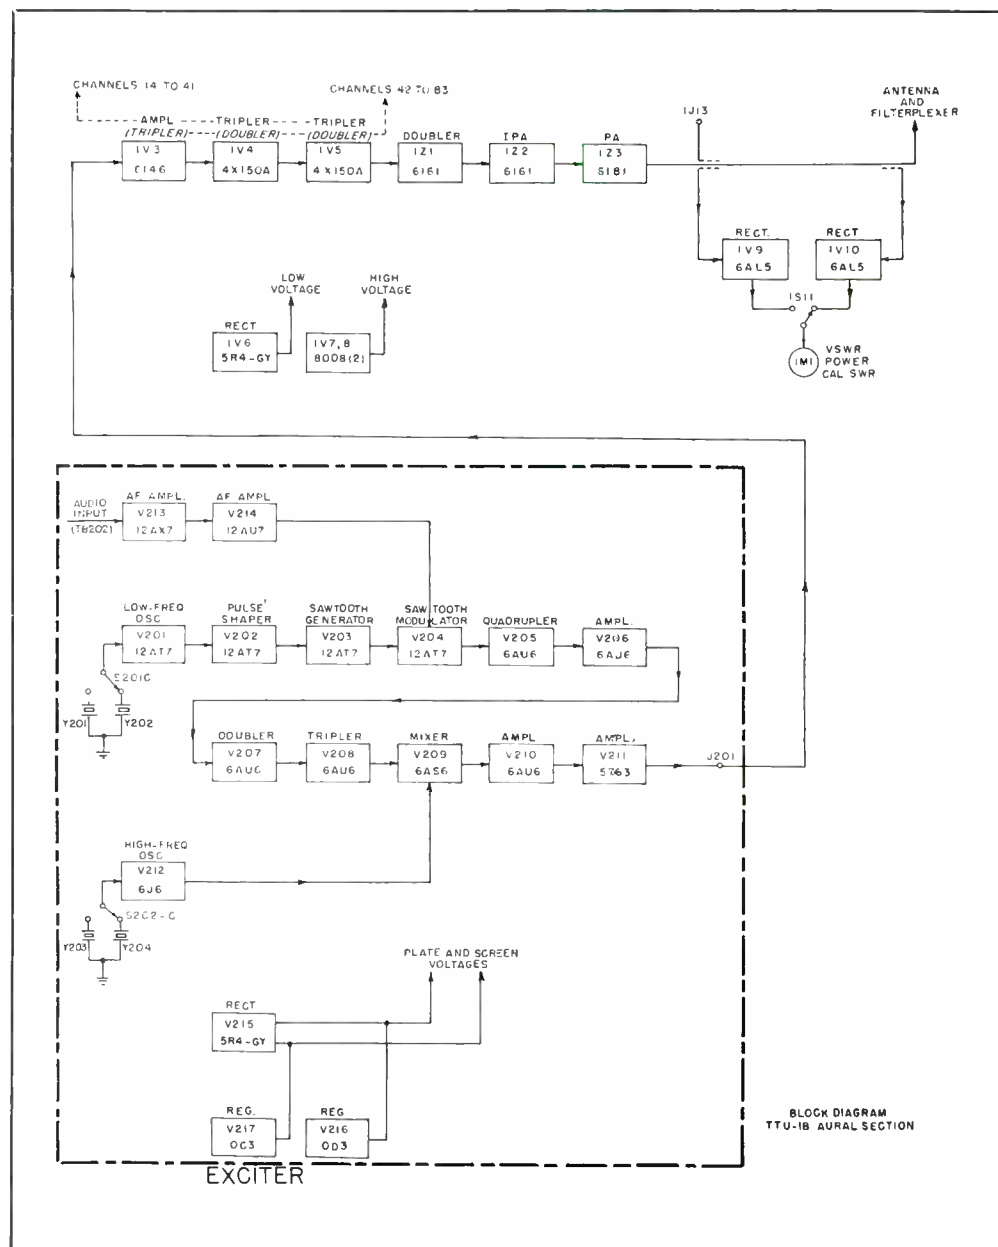 CHANNELS 14 TO 41
CHANNELS 42 TO 83
AMPL
TRIPLER
TRIPLER
(TRIPLER)
(DOUBLER)
(DOUBLER)
DOUBLER
IPA
PA
1V3
6146
1V4
4X150A
1V5
4X150A
1Z1
6161
1Z2
6161
1Z3
6181
1J13
ANTENNA
AND
FILTERPLEXER
RECT.
1V9
6AL5
RECT
1V10
6AL5
1S11
1M1
VSWR
POWER
CAL SWR
LOW
VOLTAGE
HIGH
VOLTAGE
RECT
1V6
5R4-GY
1V7,8
8008(2)
AUDIO
INPUT
(TB202)
AF AMPL.
V213
12AX7
AF AMPL
V214
12AU7
LOW-FREQ
OSC
V201
12AT7
PULSE
SHAPER
V202
12AT7
SAWTOOTH
GENERATOR
V203
12AT7
SAWTOOTH
MODULATOR
V204
12AT7
QUADRUPLER
V205
6AU6
AMPL.
V206
6AU6
S201C
Y201
Y202
DOUBLER
V207
6AU6
TRIPLER
V208
6AU6
MIXER
V209
6AS6
AMPL
V210
6AU6
AMPL.
V211
5763
J201
HIGH-FREQ
OSC
V212
6J6
S202-C
Y203
Y204
PLATE AND SCREEN
VOLTAGES
RECT
V215
5R4-GY
REG.
V217
OC3
REG
V216
OD3
EXCITER
BLOCK DIAGRAM
TTU-1B AURAL SECTION